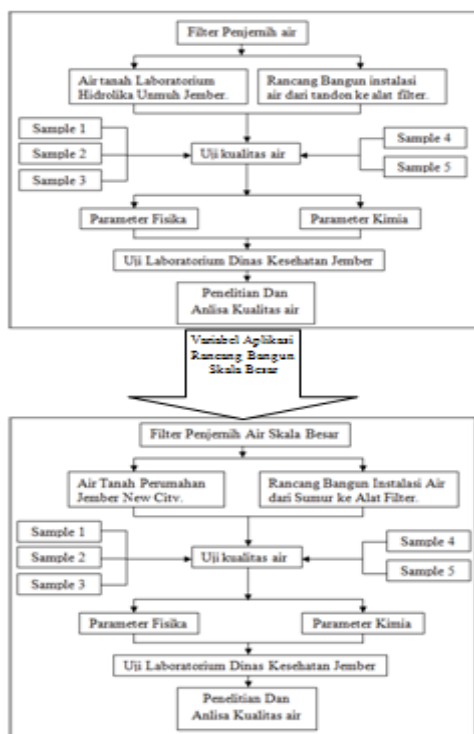 Filter Penjernih air
Air tanah Laboratorium
Hidrolika Unmuh Jember.
Rancang Bangun instalasi
air dari tandon ke alat filter.
Sample 1
Sample 2
Sample 3
Uji kualitas air
Sample 4
Sample 5
Parameter Fisika
Parameter Kimia
Uji Laboratorium Dinas Kesehatan Jember
Penelitian Dan
Anlisa Kualitas air
Variabel Aplikasi
Rancang Bangun
Skala Besar
Filter Penjernih Air Skala Besar
Air Tanah Perumahan
Jember New City.
Rancang Bangun Instalasi Air
dari Sumur ke Alat Filter.
Sample 1
Sample 2
Sample 3
Uji kualitas air
Sample 4
Sample 5
Parameter Fisika
Parameter Kimia
Uji Laboratorium Dinas Kesehatan Jember
Penelitian Dan
Anlisa Kualitas air